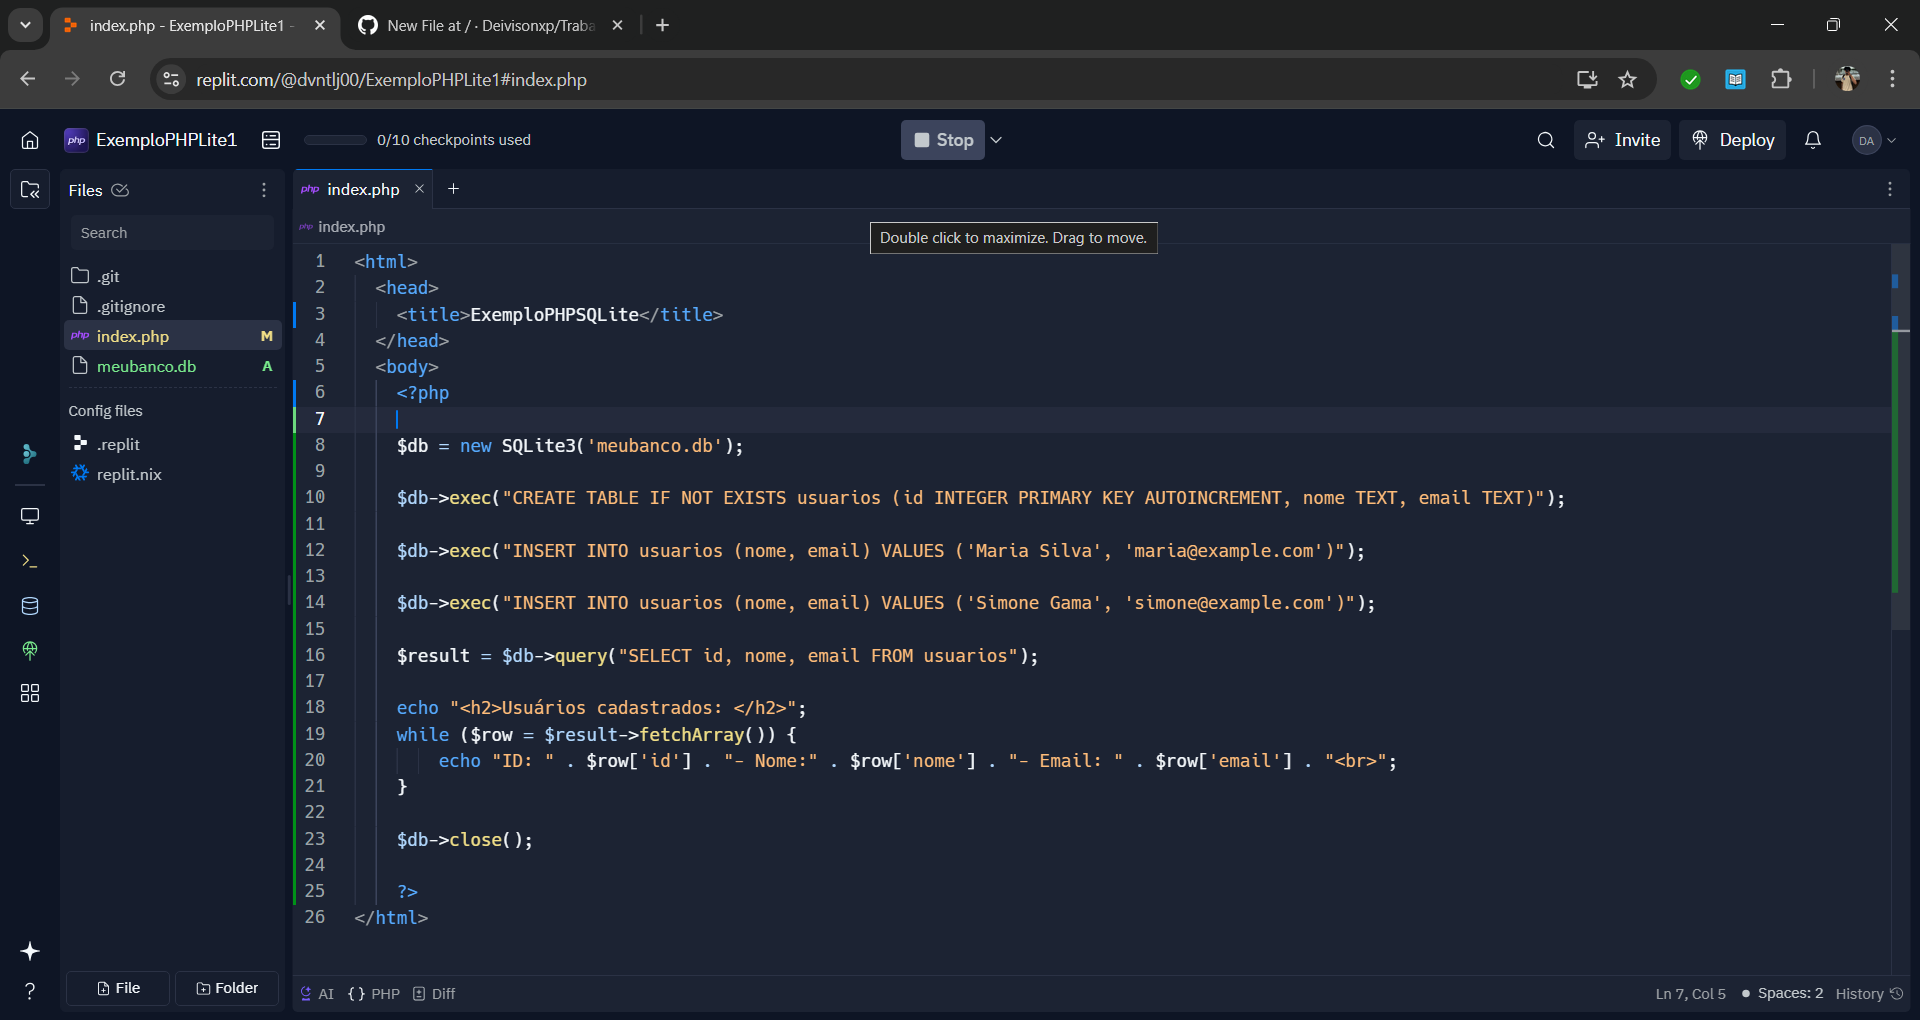 index.php - ExemploPHPLite1 -
New File at / · Deivisonxp/Traba
replit.com/@dvntlj00/ExemploPHPLite1#index.php
php ExemploPHPLite1
0/10 checkpoints used
Stop
Invite
Deploy
DA
Files
php index.php
Search
php index.php
Double click to maximize. Drag to move.
.git
.gitignore
php index.php M
meubanco.db A
Config files
.replit
replit.nix
1 <html>
2 <head>
3 <title>ExemploPHPSQLite</title>
4 </head>
5 <body>
6 <?php
7
8 $db = new SQLite3('meubanco.db');
9
10 $db->exec("CREATE TABLE IF NOT EXISTS usuarios (id INTEGER PRIMARY KEY AUTOINCREMENT, nome TEXT, email TEXT)");
11
12 $db->exec("INSERT INTO usuarios (nome, email) VALUES ('Maria Silva', 'maria@example.com')");
13
14 $db->exec("INSERT INTO usuarios (nome, email) VALUES ('Simone Gama', 'simone@example.com')");
15
16 $result = $db->query("SELECT id, nome, email FROM usuarios");
17
18 echo "<h2>Usuários cadastrados: </h2>";
19 while ($row = $result->fetchArray()) {
20 echo "ID: " . $row['id'] . "- Nome:" . $row['nome'] . "- Email: " . $row['email'] . "<br>";
21 }
22
23 $db->close();
24
25 ?>
26 </html>
File
Folder
AI
{} PHP
Diff
Ln 7, Col 5
Spaces: 2
History